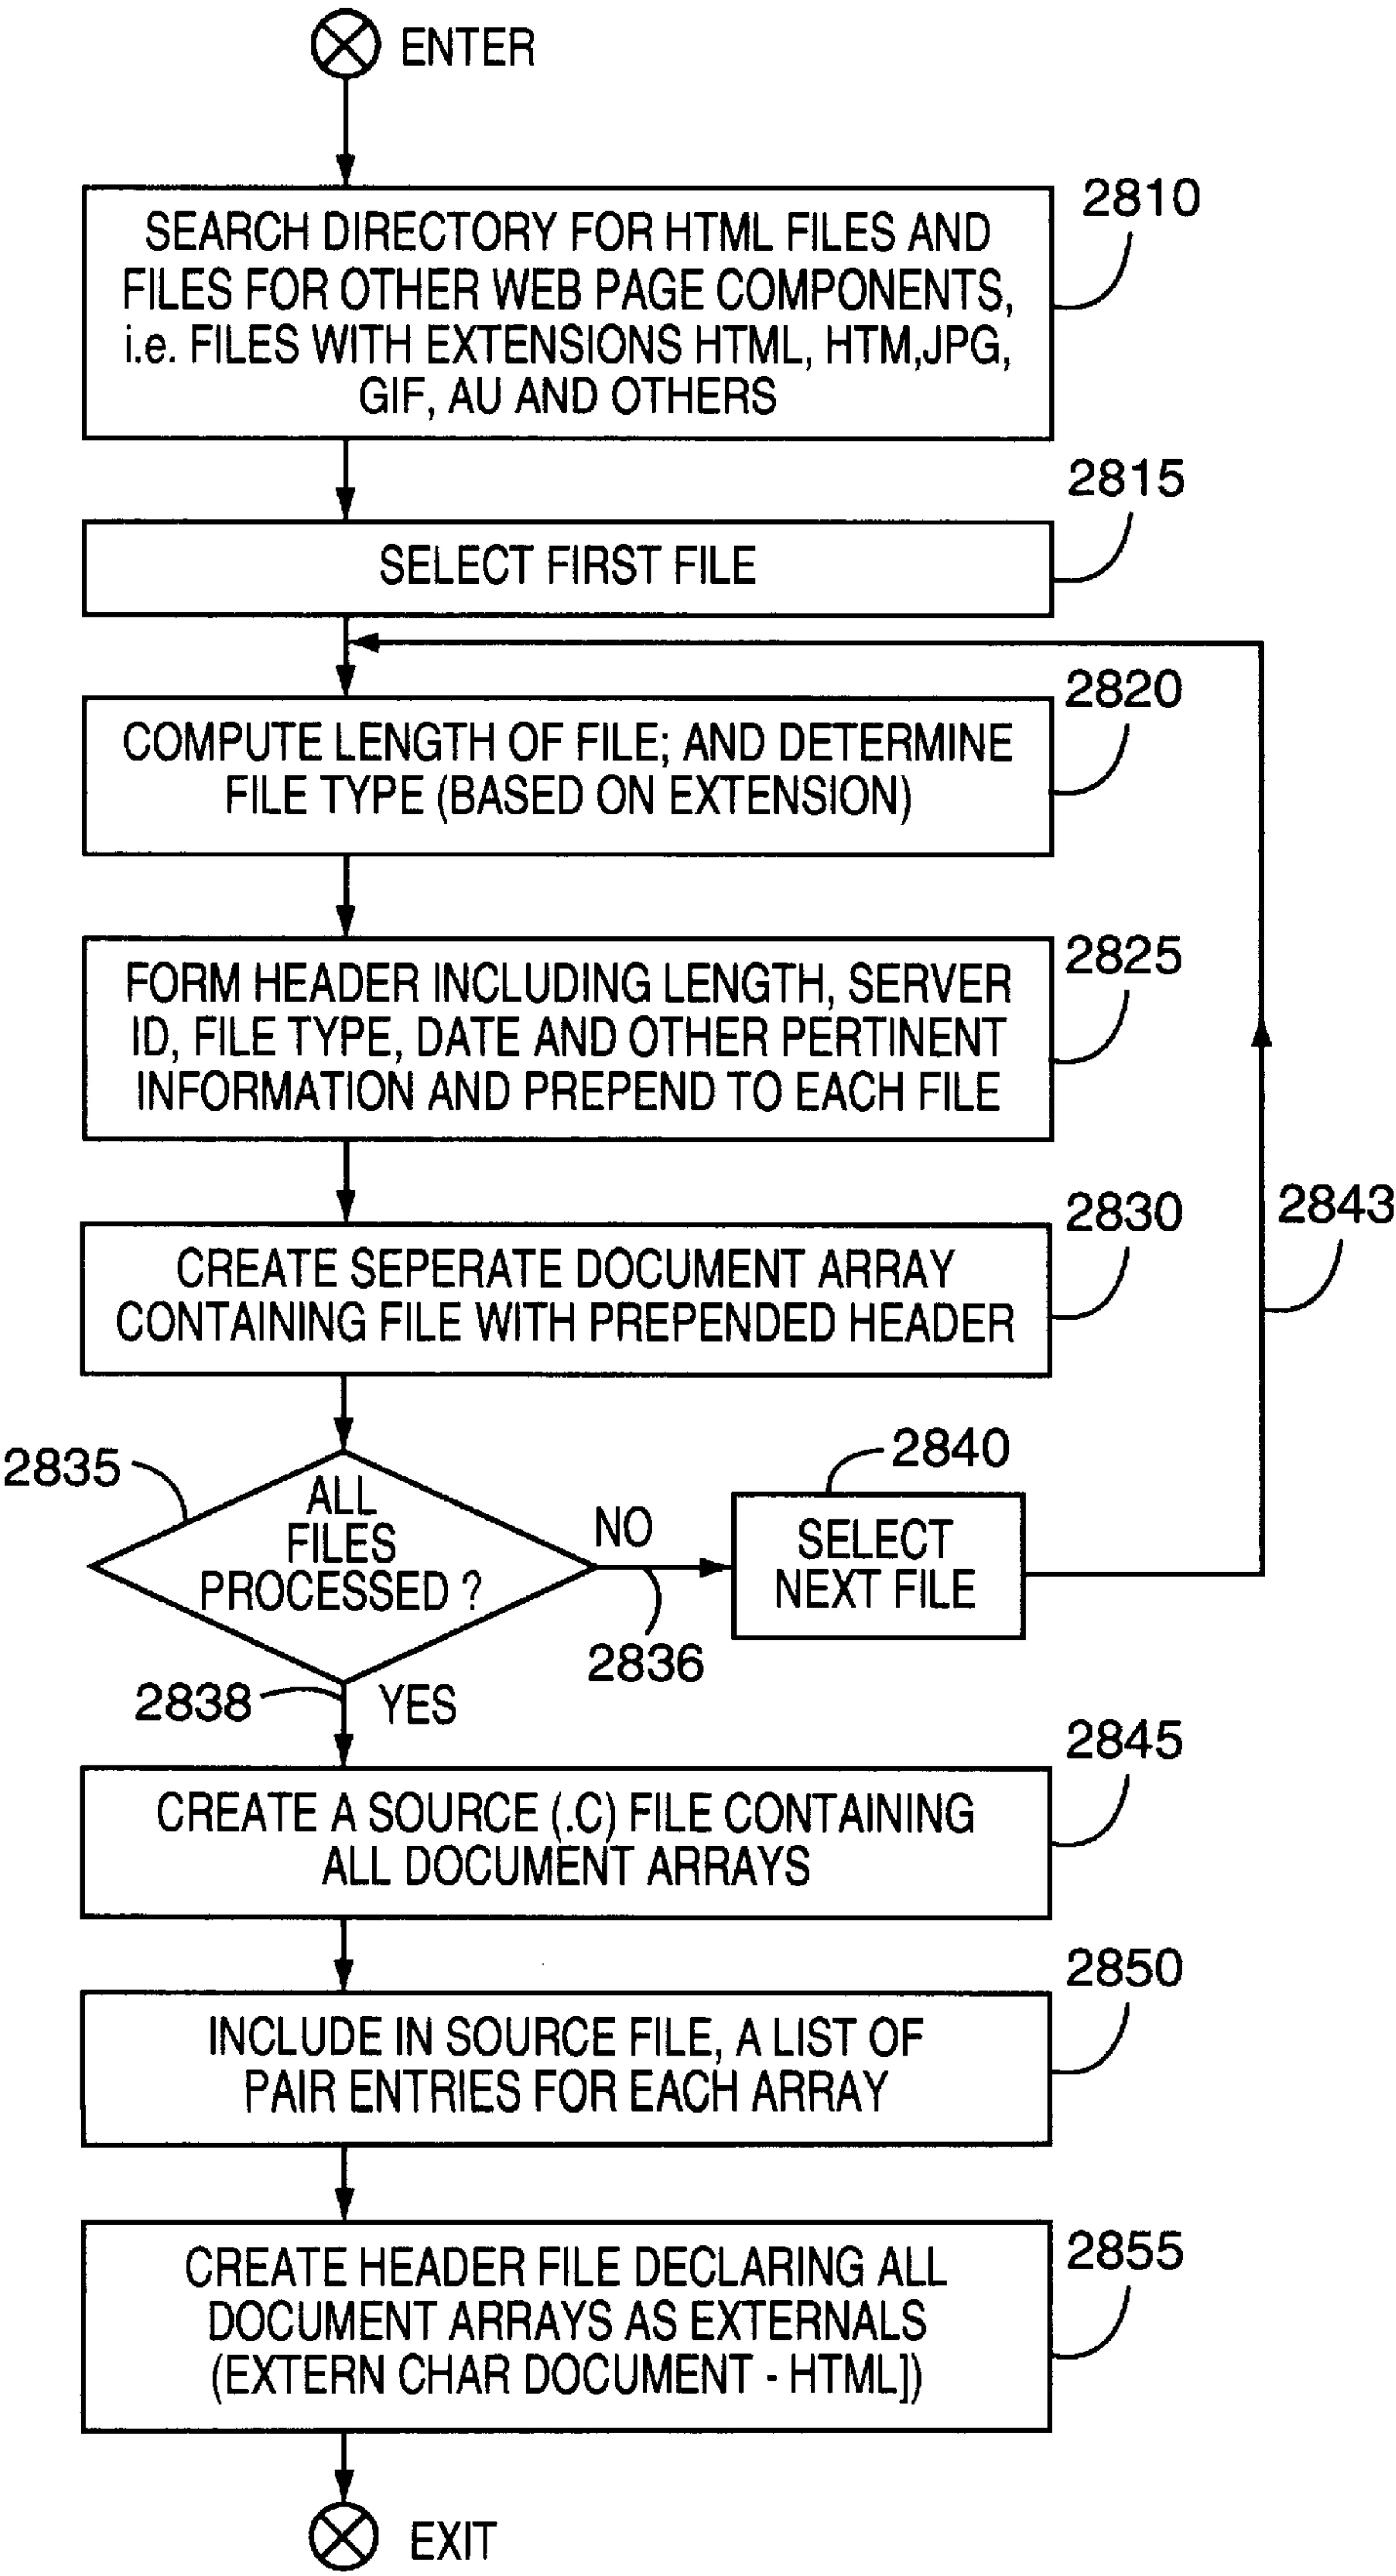 ENTER
2810
SEARCH DIRECTORY FOR HTML FILES AND
FILES FOR OTHER WEB PAGE COMPONENTS,
i.e. FILES WITH EXTENSIONS HTML, HTM,JPG,
GIF, AU AND OTHERS
2815
SELECT FIRST FILE
2820
COMPUTE LENGTH OF FILE; AND DETERMINE
FILE TYPE (BASED ON EXTENSION)
2825
FORM HEADER INCLUDING LENGTH, SERVER
ID, FILE TYPE, DATE AND OTHER PERTINENT
INFORMATION AND PREPEND TO EACH FILE
2843
2830
CREATE SEPERATE DOCUMENT ARRAY
CONTAINING FILE WITH PREPENDED HEADER
2835
ALL
FILES
PROCESSED ?
NO
2836
2840
SELECT
NEXT FILE
2838
YES
2845
CREATE A SOURCE (.C) FILE CONTAINING
ALL DOCUMENT ARRAYS
2850
INCLUDE IN SOURCE FILE, A LIST OF
PAIR ENTRIES FOR EACH ARRAY
2855
CREATE HEADER FILE DECLARING ALL
DOCUMENT ARRAYS AS EXTERNALS
(EXTERN CHAR DOCUMENT - HTML])
EXIT